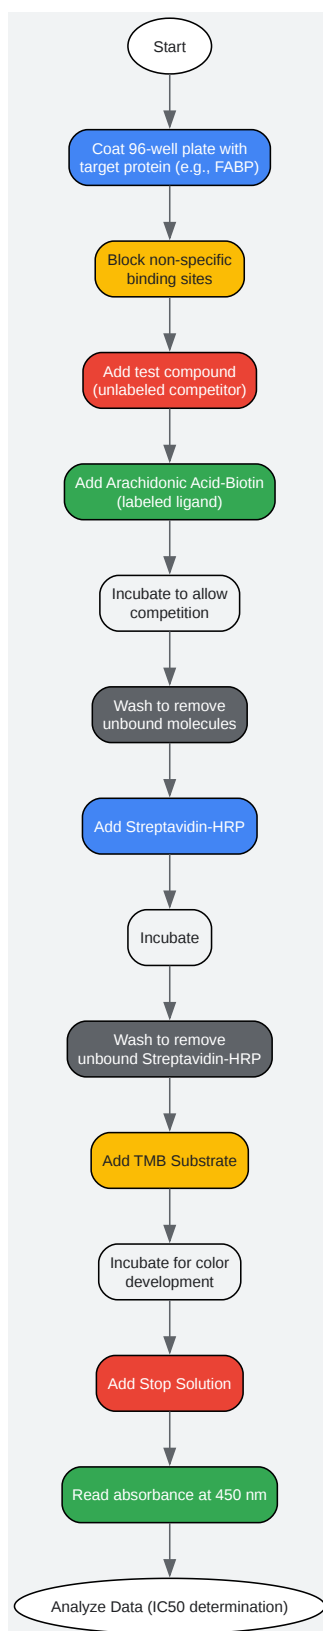 Start
Coat 96-well plate with
target protein (e.g., FABP)
Block non-specific
binding sites
Add test compound
(unlabeled competitor)
Add Arachidonic Acid-Biotin
(labeled ligand)
Incubate to allow
competition
Wash to remove
unbound molecules
Add Streptavidin-HRP
Incubate
Wash to remove
unbound Streptavidin-HRP
Add TMB Substrate
Incubate for color
development
Add Stop Solution
Read absorbance at 450 nm
Analyze Data (IC50 determination)